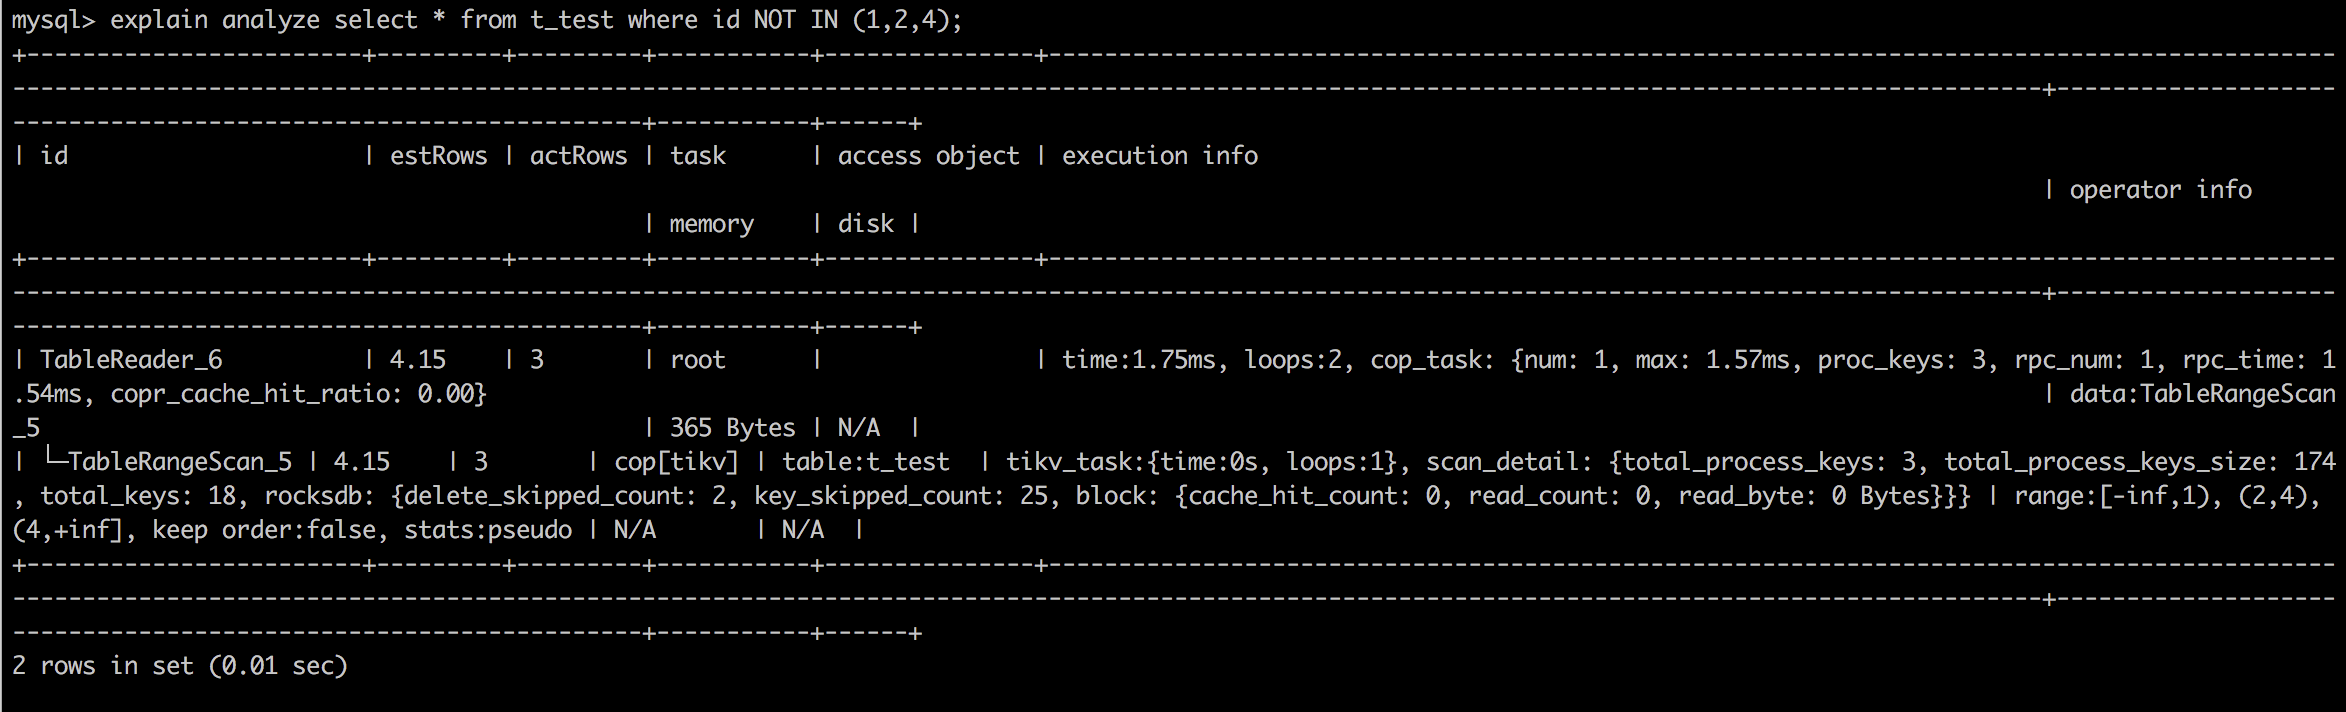 mysql> explain analyze select * from t_test where id NOT IN (1,2,4);
+------------------------+---------+---------+-----------+---------------+--------------------------------------------------------------------------------------------
-------------------------------------------------------------------------------------------------------------------------------------------------+--------------------
---------------------------------------------+-----------+------+
| id                     | estRows | actRows | task      | access object | execution info
| operator info
| memory    | disk |
+------------------------+---------+---------+-----------+---------------+--------------------------------------------------------------------------------------------
-------------------------------------------------------------------------------------------------------------------------------------------------+--------------------
---------------------------------------------+-----------+------+
| TableReader_6          | 4.15    | 3       | root      |               | time:1.75ms, loops:2, cop_task: {num: 1, max: 1.57ms, proc_keys: 3, rpc_num: 1, rpc_time: 1
.54ms, copr_cache_hit_ratio: 0.00} | data:TableRangeScan
_5 | 365 Bytes | N/A  |
| └─TableRangeScan_5 | 4.15    | 3       | cop[tikv] | table:t_test  | tikv_task:{time:0s, loops:1}, scan_detail: {total_process_keys: 3, total_process_keys_size: 174
, total_keys: 18, rocksdb: {delete_skipped_count: 2, key_skipped_count: 25, block: {cache_hit_count: 0, read_count: 0, read_byte: 0 Bytes}}} | range:[-inf,1), (2,4),
(4,+inf], keep order:false, stats:pseudo | N/A       | N/A  |
+------------------------+---------+---------+-----------+---------------+--------------------------------------------------------------------------------------------
-------------------------------------------------------------------------------------------------------------------------------------------------+--------------------
---------------------------------------------+-----------+------+
2 rows in set (0.01 sec)